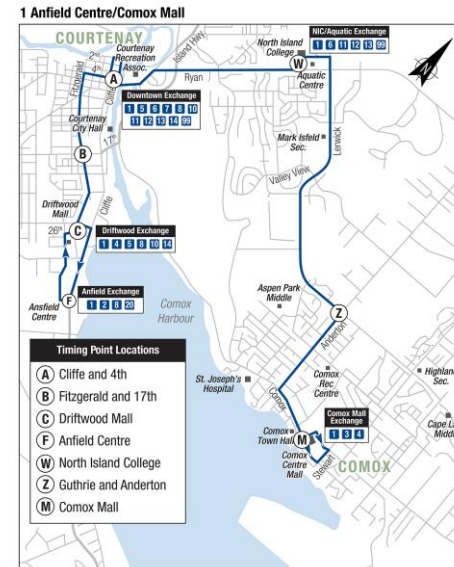 1 Anfield Centre/Comox Mall
COURTENAY
2nd
4th
Courtenay
Recreation
Assoc.
Island Hwy
Ryan
North Island
College
NIC/Aquatic Exchange
1 6 11 12 13 99
W
Aquatic
Centre
N
Fitzgerald
Cliffe
A
Downtown Exchange
1 5 6 7 8 10
11 12 13 14 99
Courtenay
City Hall
17th
B
Mark Isfeld
Sec.
Lerwick
Valley View
Driftwood
Mall
Cliffe
26th
C
Driftwood Exchange
1 4 5 8 10 14
Anfield Exchange
1 2 8 20
Ansfield
Centre
F
Comox
Harbour
Aspen Park
Middle
Z
Anderton
St. Joseph's
Hospital
Comox
Comox
Rec
Centre
Highlan
Sec.
Comox Mall
Exchange
1 3 4
Cape La
Middl
Comox
Town Hall
M
Comox
Centre
Mall
Stewart
COMOX
Timing Point Locations
A Cliffe and 4th
B Fitzgerald and 17th
C Driftwood Mall
F Anfield Centre
W North Island College
Z Guthrie and Anderton
M Comox Mall